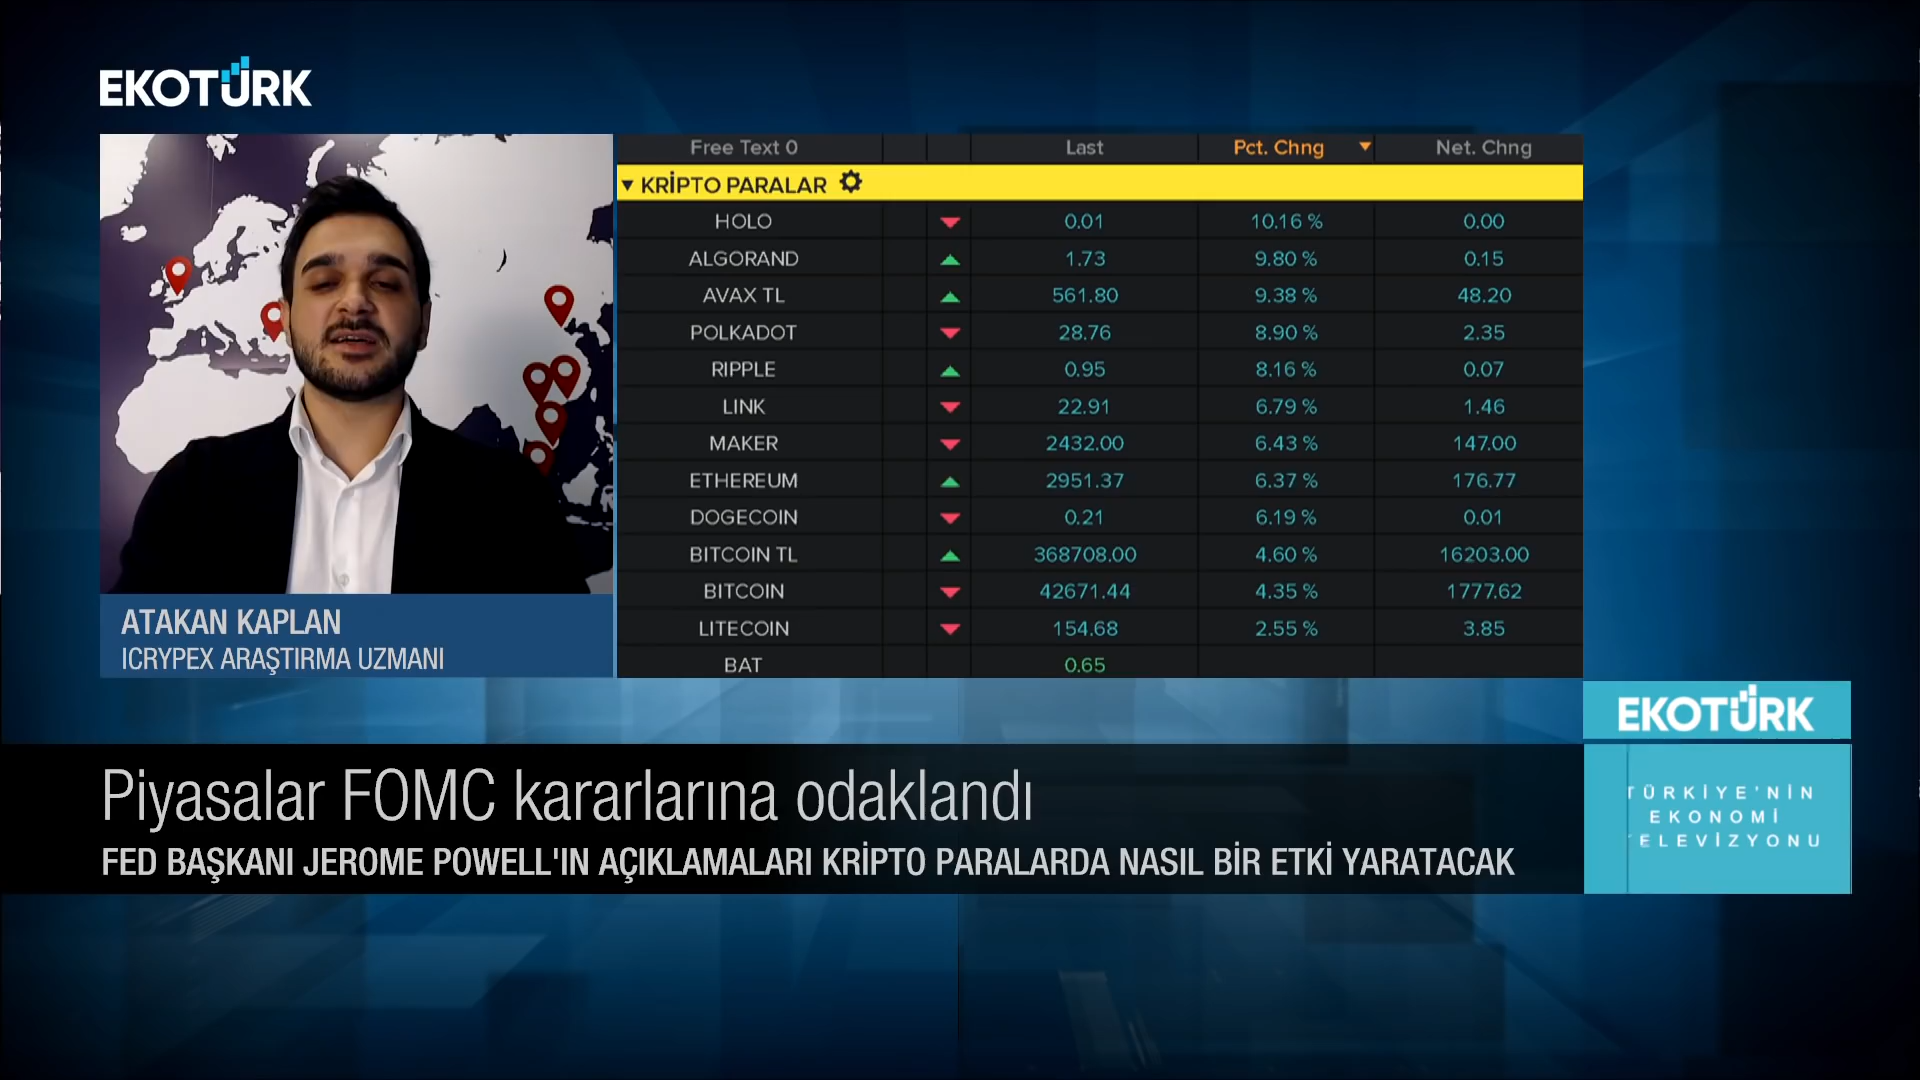 EKOTÜRK
Free Text 0 Last Pct. Chng Net. Chng
KRİPTO PARALAR
HOLO 0.01 10.16 % 0.00
ALGORAND 1.73 9.80 % 0.15
AVAX TL 561.80 9.38 % 48.20
POLKADOT 28.76 8.90 % 2.35
RIPPLE 0.95 8.16 % 0.07
LINK 22.91 6.79 % 1.46
MAKER 2432.00 6.43 % 147.00
ETHEREUM 2951.37 6.37 % 176.77
DOGECOIN 0.21 6.19 % 0.01
BITCOIN TL 368708.00 4.60 % 16203.00
BITCOIN 42671.44 4.35 % 1777.62
LITECOIN 154.68 2.55 % 3.85
BAT 0.65
ATAKAN KAPLAN
ICRYPEX ARAŞTIRMA UZMANI
EKOTÜRK
TÜRKİYE'NİN
EKONOMİ
TELEVİZYONU
Piyasalar FOMC kararlarına odaklandı
FED BAŞKANI JEROME POWELL'IN AÇIKLAMALARI KRİPTO PARALARDA NASIL BİR ETKİ YARATACAK